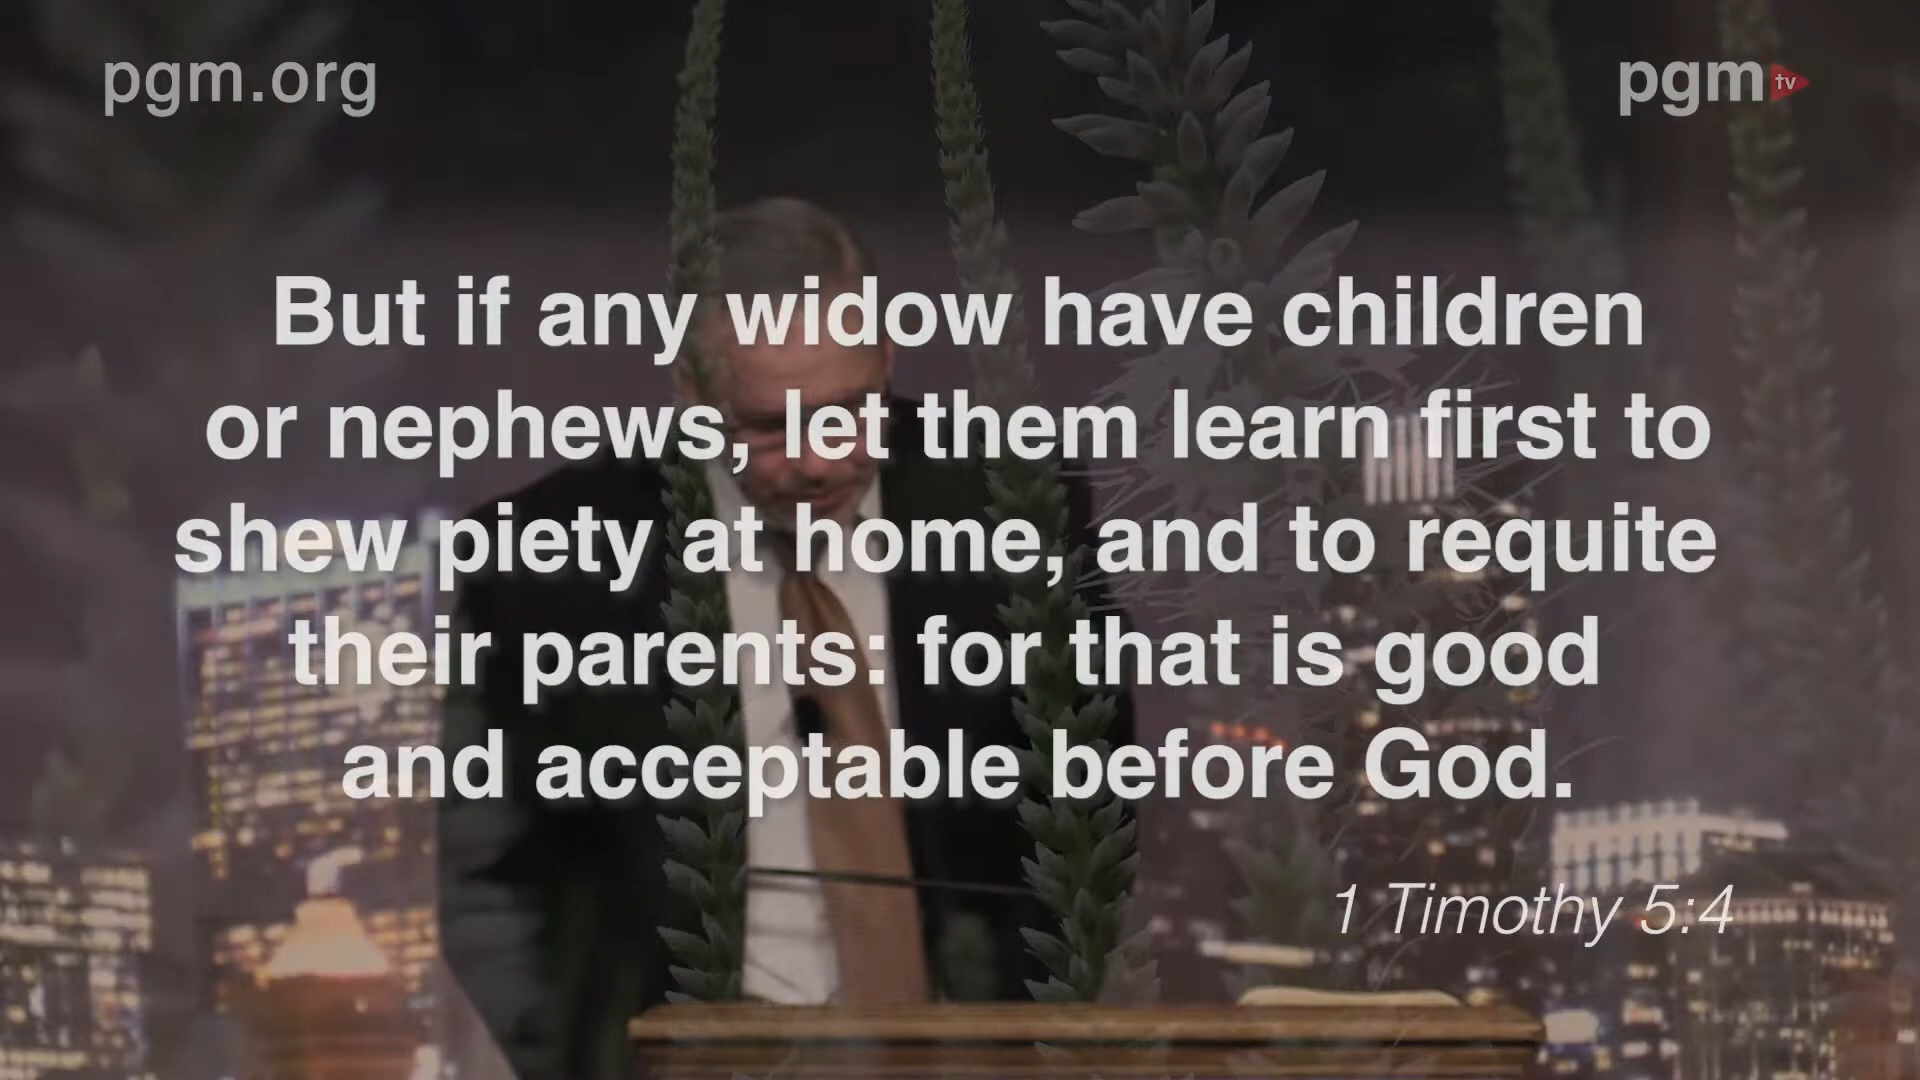 pgm.org
pgm tv
But if any widow have children
or nephews, let them learn first to
shew piety at home, and to requite
their parents: for that is good
and acceptable before God.
1 Timothy 5:4